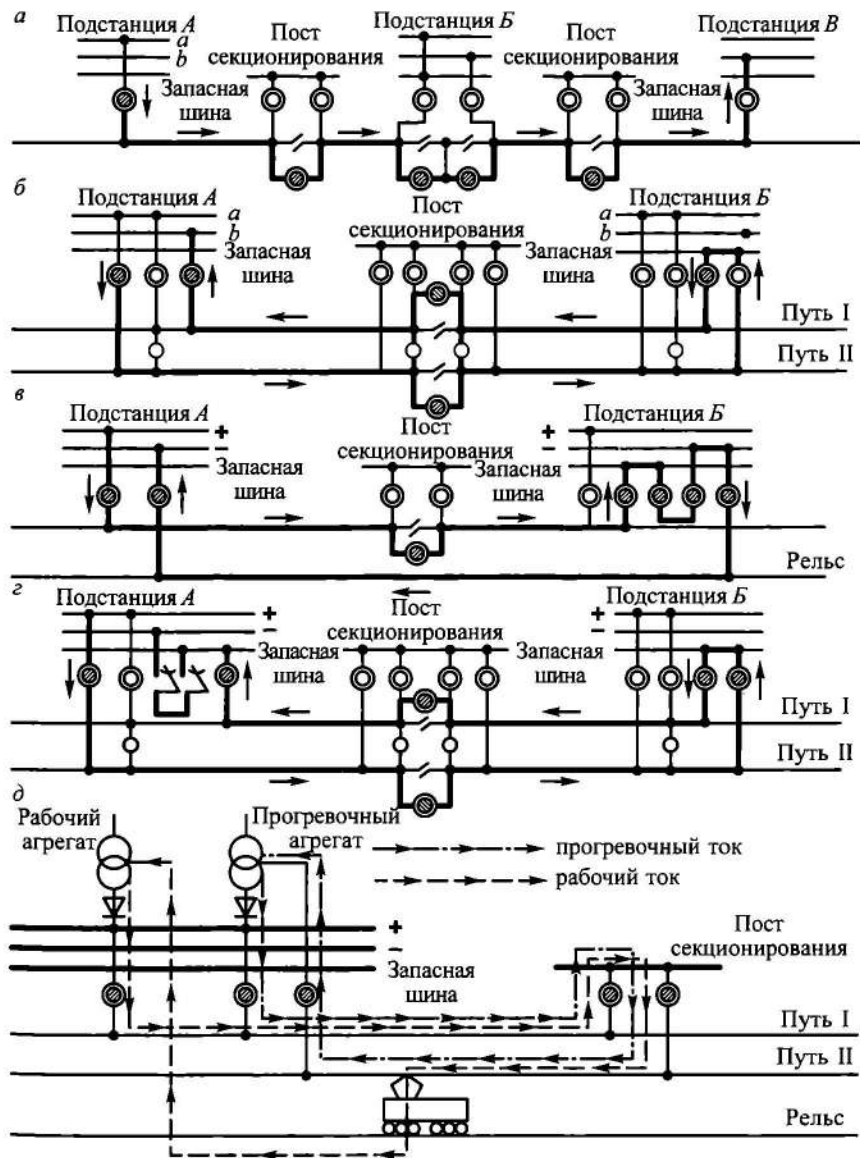 а
Подстанция А
a
b
Запасная
шина
Пост
секционирования
Подстанция Б
Пост
секционирования
Запасная
шина
Подстанция В
б
Подстанция А
a
b
Запасная
шина
Пост
секционирования
Запасная
шина
Подстанция Б
a
b
Путь I
Путь II
в
Подстанция А
+
−
Запасная
шина
Пост
секционирования
Запасная
шина
Подстанция Б
+
−
Рельс
г
Подстанция А
+
−
Запасная
шина
Пост
секционирования
Запасная
шина
Подстанция Б
+
−
Путь I
Путь II
д
Рабочий
агрегат
Прогревочный
агрегат
прогревочный ток
рабочий ток
+
−
Запасная
шина
Пост
секционирования
Путь I
Путь II
Рельс